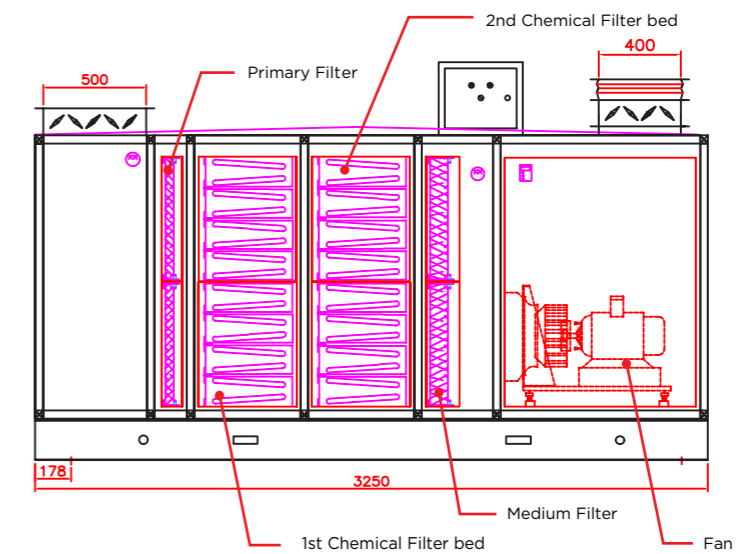 2nd Chemical Filter bed
400
Primary Filter
500
178
3250
Medium Filter
1st Chemical Filter bed
Fan